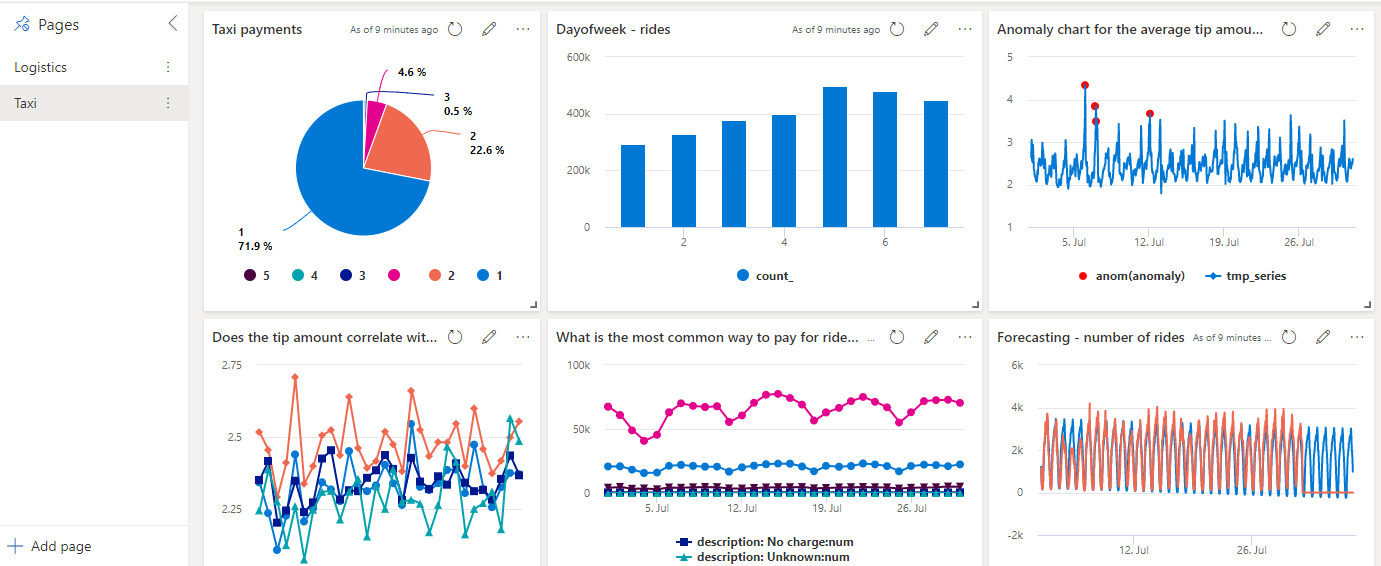 Pages
Logistics
Taxi
Add page
Taxi payments
As of 9 minutes ago
4.6 %
3
0.5 %
2
22.6 %
1
71.9 %
5 4 3 2 1
Dayofweek - rides
As of 9 minutes ago
600k
400k
200k
0
2 4 6
count_
Anomaly chart for the average tip amou...
5
4
3
2
1
5. Jul 12. Jul 19. Jul 26. Jul
anom(anomaly) tmp_series
Does the tip amount correlate wit...
2.75
2.5
2.25
What is the most common way to pay for ride... ...
100k
50k
0
5. Jul 12. Jul 19. Jul 26. Jul
description: No charge:num
description: Unknown:num
Forecasting - number of rides
As of 9 minutes ...
6k
4k
2k
0
-2k
12. Jul 26. Jul